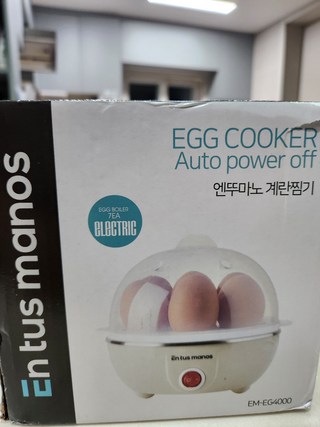 En tus manos
EGG COOKER
Auto power off
엔뚜마노 계란찜기
EGG BOILER
7EA
ELECTRIC
En tus manos
EM-EG4000